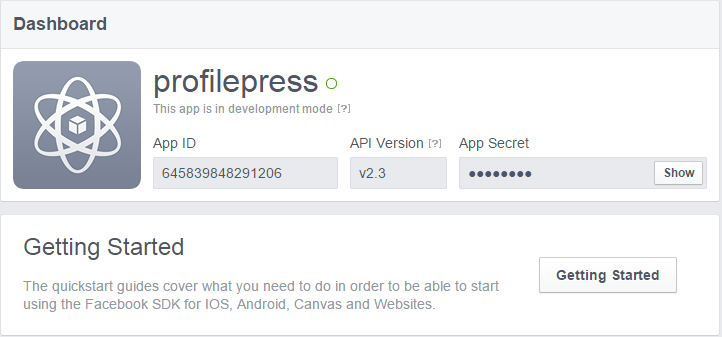 Dashboard
profilepress
This app is in development mode [?]
App ID
API Version [?]
App Secret
645839848291206
v2.3
●●●●●●●●
Show
Getting Started
The quickstart guides cover what you need to do in order to be able to start
using the Facebook SDK for IOS, Android, Canvas and Websites.
Getting Started